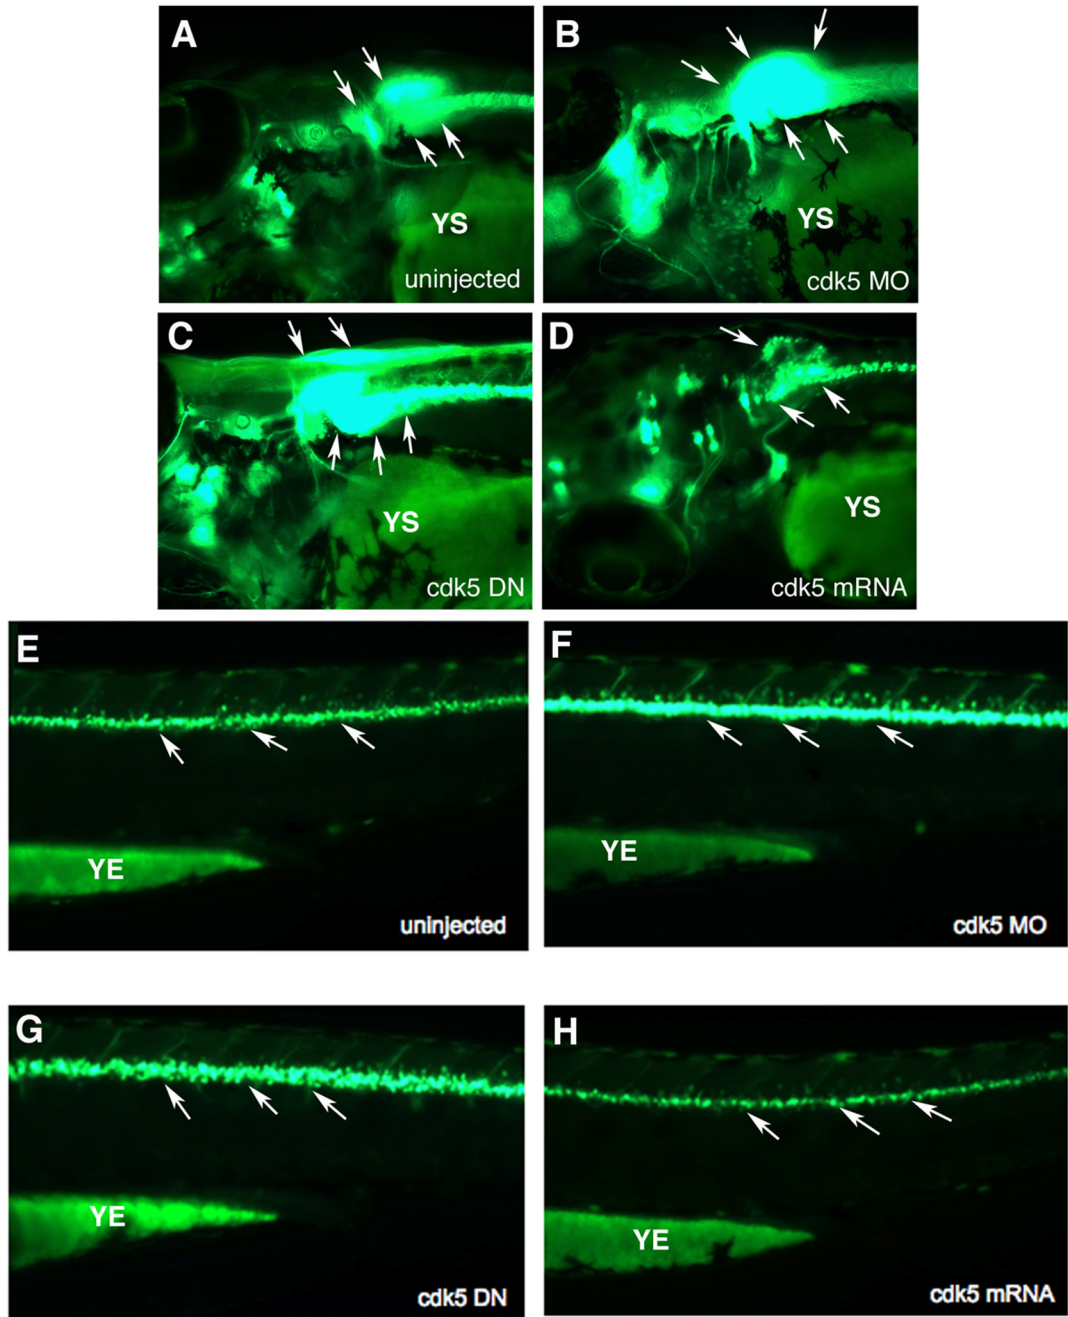 A
YS
uninjected
B
YS
cdk5 MO
C
YS
cdk5 DN
D
YS
cdk5 mRNA
E
YE
uninjected
F
YE
cdk5 MO
G
YE
cdk5 DN
H
YE
cdk5 mRNA